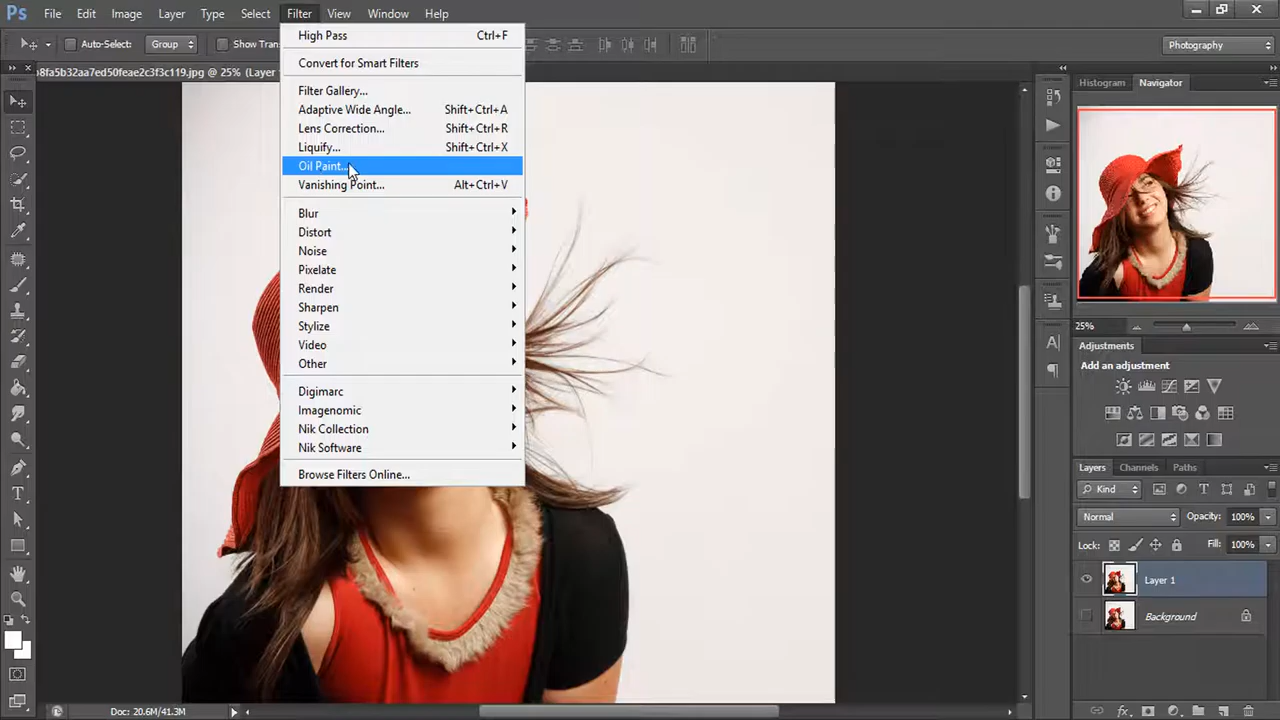 Ps File Edit Image Layer Type Select Filter View Window Help
Auto-Select: Group Show Tran Photography
b8fa5b32aa7ed50feae2c3f3c119.jpg @ 25% (Layer
High Pass Ctrl+F
Convert for Smart Filters
Filter Gallery...
Adaptive Wide Angle... Shift+Ctrl+A
Lens Correction... Shift+Ctrl+R
Liquify... Shift+Ctrl+X
Oil Paint...
Vanishing Point... Alt+Ctrl+V
Blur
Distort
Noise
Pixelate
Render
Sharpen
Stylize
Video
Other
Digimarc
Imagenomic
Nik Collection
Nik Software
Browse Filters Online...
Histogram Navigator
25%
Adjustments
Add an adjustment
Layers Channels Paths
Kind
Normal Opacity: 100%
Lock: Fill: 100%
Layer 1
Background
Doc: 20.6M/41.3M